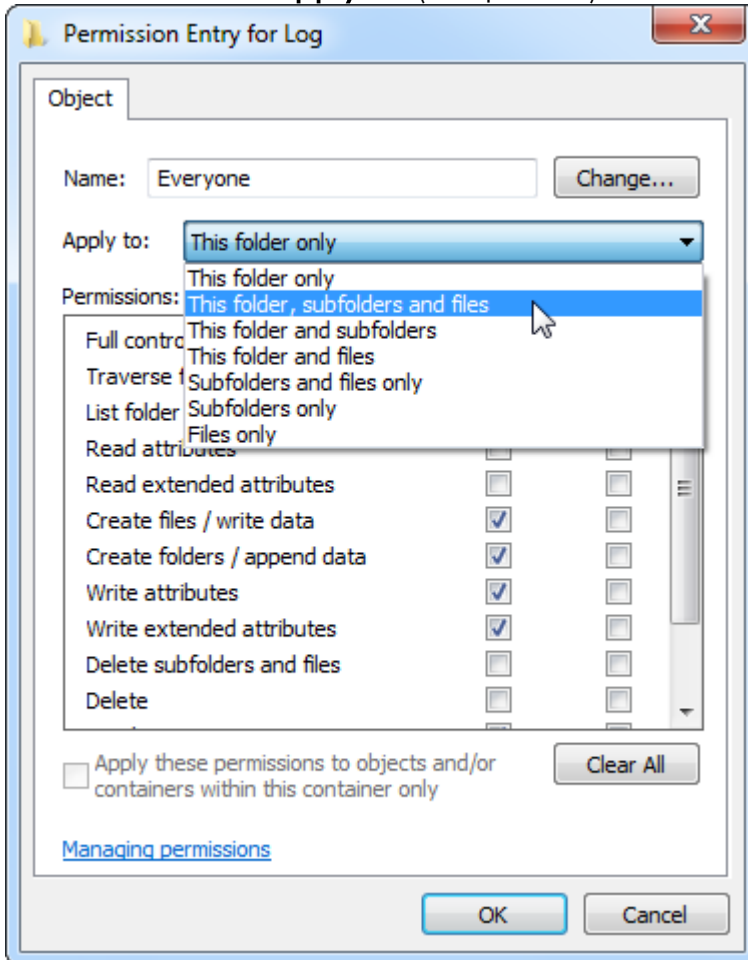 Permission Entry for Log
Object
Name: Everyone Change...
Apply to: This folder only
This folder only
Permissions: This folder, subfolders and files
Full contro This folder and subfolders
This folder and files
Traverse f Subfolders and files only
List folder Subfolders only
Files only
Read attributes
Read extended attributes
Create files / write data
Create folders / append data
Write attributes
Write extended attributes
Delete subfolders and files
Delete
Apply these permissions to objects and/or
containers within this container only
Clear All
Managing permissions
OK Cancel